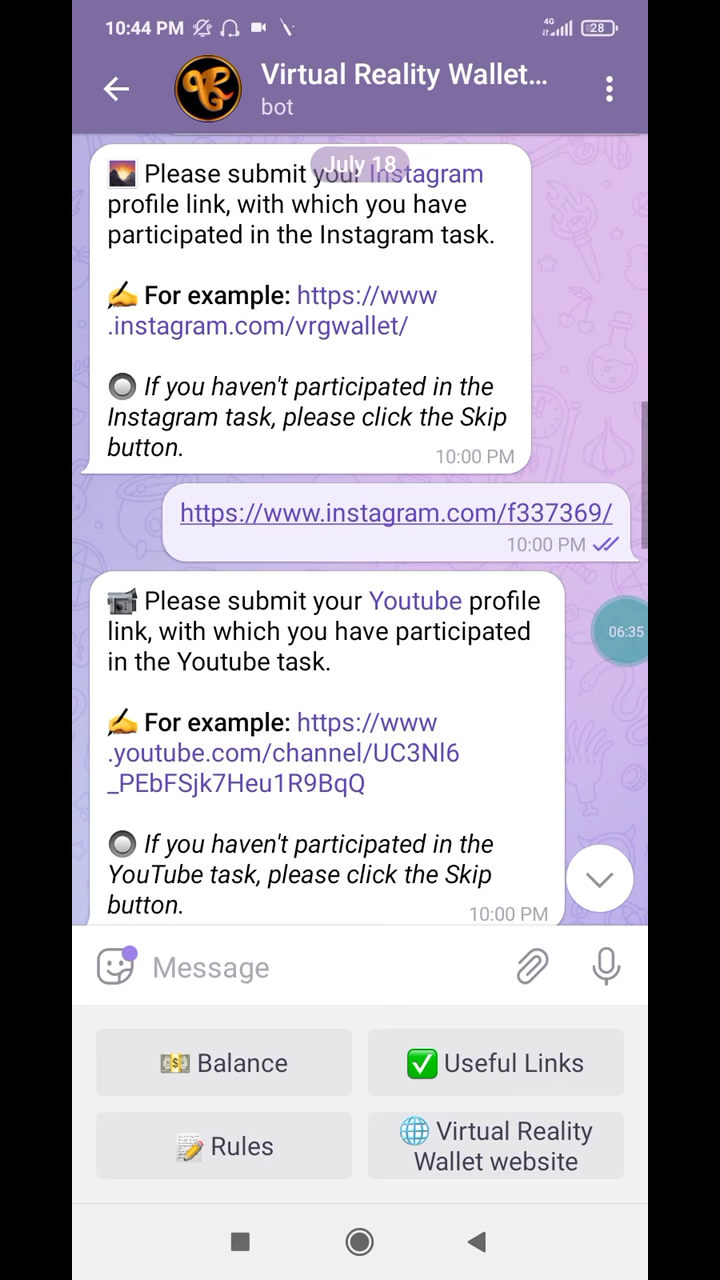 10:44 PM
4G
28
Virtual Reality Wallet...
bot
July 18
Please submit your Instagram
profile link, with which you have
participated in the Instagram task.
✍ For example: https://www
.instagram.com/vrgwallet/
If you haven't participated in the
Instagram task, please click the Skip
button.
10:00 PM
https://www.instagram.com/f337369/
10:00 PM
Please submit your Youtube profile
link, with which you have participated
in the Youtube task.
06:35
✍ For example: https://www
.youtube.com/channel/UC3Nl6
_PEbFSjk7Heu1R9BqQ
If you haven't participated in the
YouTube task, please click the Skip
button.
10:00 PM
Message
Balance
Useful Links
Rules
Virtual Reality
Wallet website